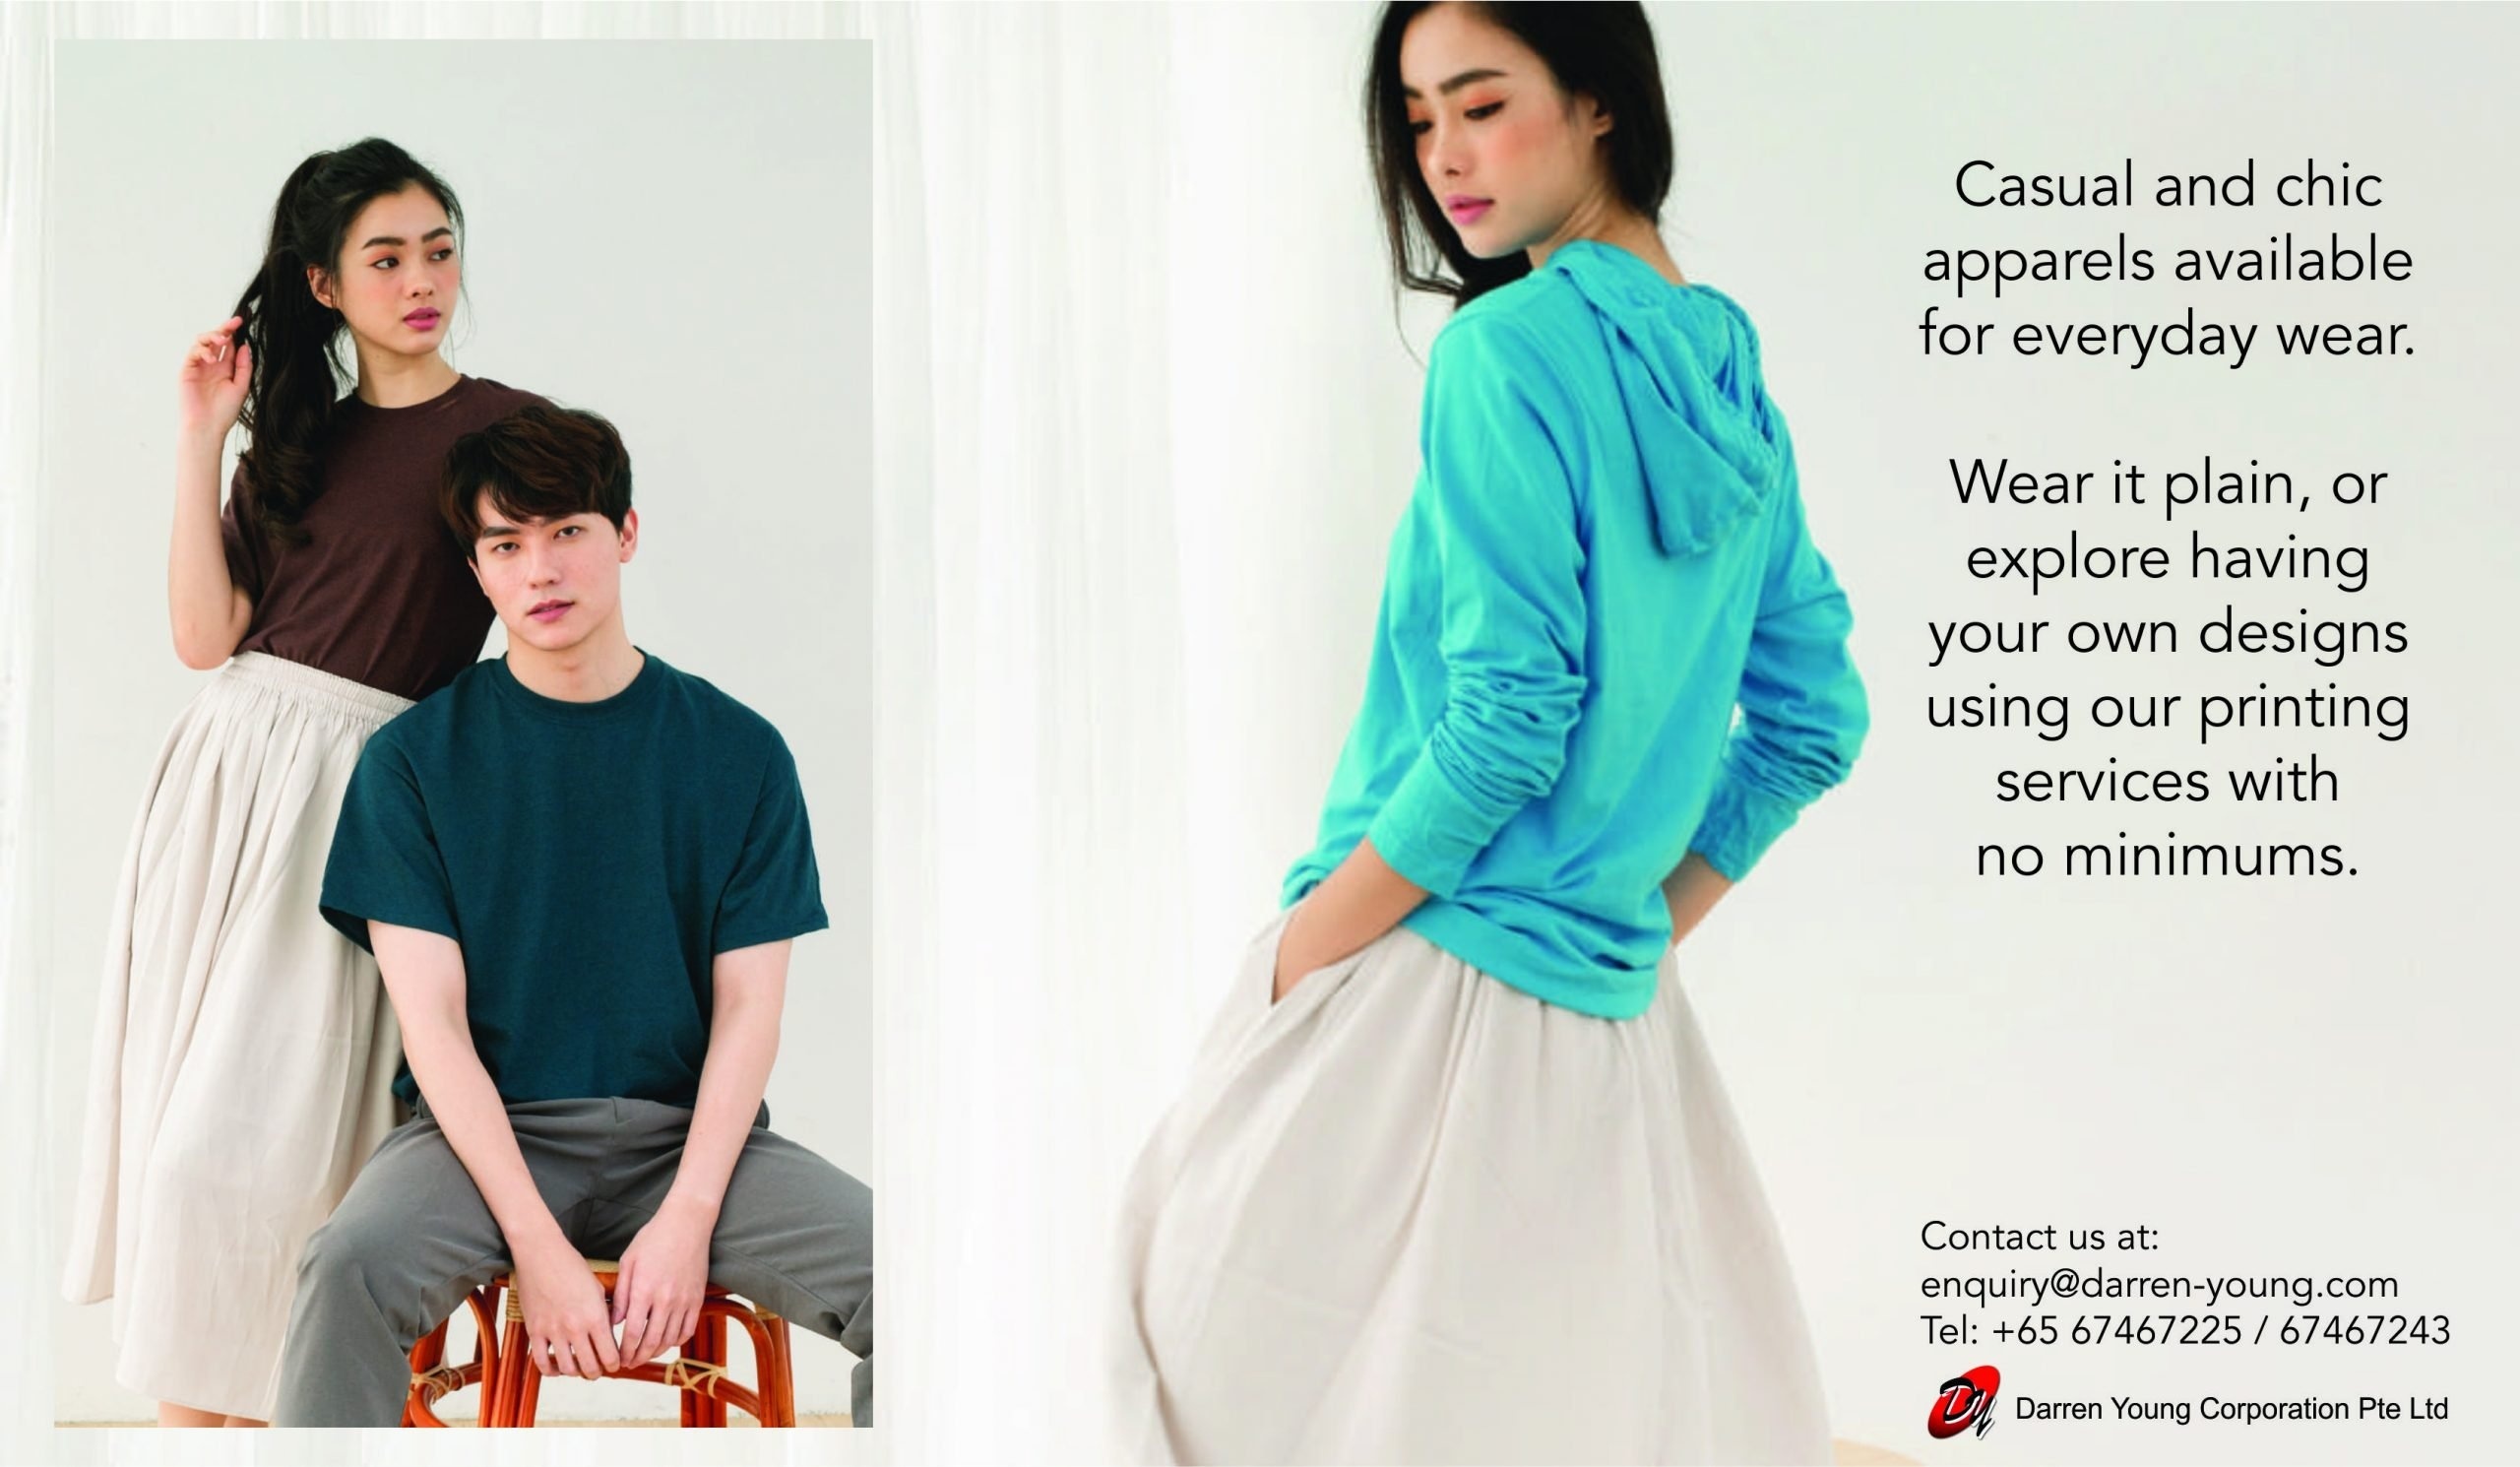 Casual and chic
apparels available
for everyday wear.
Wear it plain, or
explore having
your own designs
using our printing
services with
no minimums.
Contact us at:
enquiry@darren-young.com
Tel: +65 67467225 / 67467243
DY Darren Young Corporation Pte Ltd